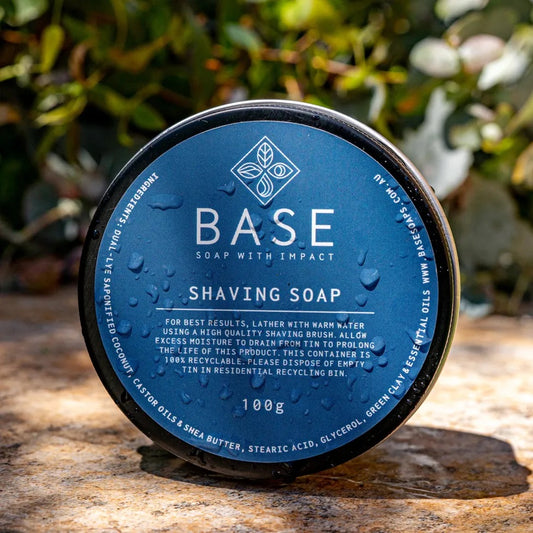 BASE
SOAP WITH IMPACT
SHAVING SOAP
FOR BEST RESULTS, LATHER WITH WARM WATER
USING A HIGH QUALITY SHAVING BRUSH. ALLOW
EXCESS MOISTURE TO DRAIN FROM TIN TO PROLONG
THE LIFE OF THIS PRODUCT. THIS CONTAINER IS
100% RECYCLABLE. PLEASE DISPOSE OF EMPTY
TIN IN RESIDENTIAL RECYCLING BIN.
100g
INGREDIENTS: DUAL-LYE SAPONIFIED COCONUT, CASTOR OILS & SHEA BUTTER, STEARIC ACID, GLYCEROL, GREEN CLAY & ESSENTIAL OILS WWW.BASESOAPS.COM.AU